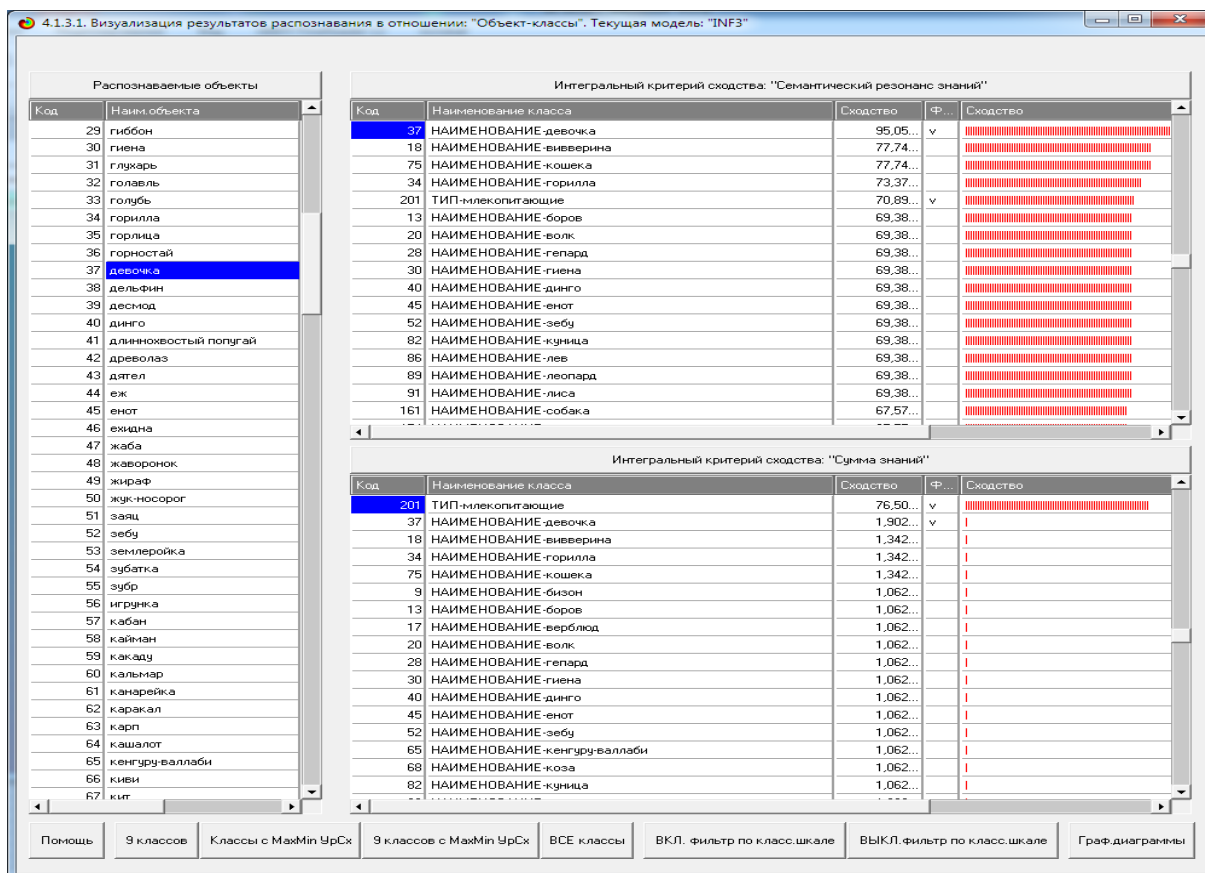 4.1.3.1. Визуализация результатов распознавания в отношении: "Объект-классы". Текущая модель: "INF3"
Распознаваемые объекты
Код Наим.объекта
29 гиббон
30 гиена
31 глухарь
32 голавль
33 голубь
34 горилла
35 горлица
36 горностай
37 девочка
38 дельфин
39 десмод
40 динго
41 длиннохвостый попугай
42 древолаз
43 дятел
44 еж
45 енот
46 ехидна
47 жаба
48 жаворонок
49 жираф
50 жук-носорог
51 заяц
52 зебу
53 землеройка
54 зубатка
55 зубр
56 игрунка
57 кабан
58 кайман
59 какаду
60 кальмар
61 канарейка
62 каракал
63 карп
64 кашалот
65 кенгуру-валлаби
66 киви
67 кит
Интегральный критерий сходства: "Семантический резонанс знаний"
Код Наименование класса Сходство Ф... Сходство
37 НАИМЕНОВАНИЕ-девочка 95,05... v
18 НАИМЕНОВАНИЕ-вивверина 77,74...
75 НАИМЕНОВАНИЕ-кошека 77,74...
34 НАИМЕНОВАНИЕ-горилла 73,37...
201 ТИП-млекопитающие 70,89... v
13 НАИМЕНОВАНИЕ-боров 69,38...
20 НАИМЕНОВАНИЕ-волк 69,38...
28 НАИМЕНОВАНИЕ-гепард 69,38...
30 НАИМЕНОВАНИЕ-гиена 69,38...
40 НАИМЕНОВАНИЕ-динго 69,38...
45 НАИМЕНОВАНИЕ-енот 69,38...
52 НАИМЕНОВАНИЕ-зебу 69,38...
82 НАИМЕНОВАНИЕ-куница 69,38...
86 НАИМЕНОВАНИЕ-лев 69,38...
89 НАИМЕНОВАНИЕ-леопард 69,38...
91 НАИМЕНОВАНИЕ-лиса 69,38...
161 НАИМЕНОВАНИЕ-собака 67,57...
Интегральный критерий сходства: "Сумма знаний"
Код Наименование класса Сходство Ф... Сходство
201 ТИП-млекопитающие 76,50... v
37 НАИМЕНОВАНИЕ-девочка 1,902... v
18 НАИМЕНОВАНИЕ-вивверина 1,342...
34 НАИМЕНОВАНИЕ-горилла 1,342...
75 НАИМЕНОВАНИЕ-кошека 1,342...
9 НАИМЕНОВАНИЕ-бизон 1,062...
13 НАИМЕНОВАНИЕ-боров 1,062...
17 НАИМЕНОВАНИЕ-верблюд 1,062...
20 НАИМЕНОВАНИЕ-волк 1,062...
28 НАИМЕНОВАНИЕ-гепард 1,062...
30 НАИМЕНОВАНИЕ-гиена 1,062...
40 НАИМЕНОВАНИЕ-динго 1,062...
45 НАИМЕНОВАНИЕ-енот 1,062...
52 НАИМЕНОВАНИЕ-зебу 1,062...
65 НАИМЕНОВАНИЕ-кенгуру-валлаби 1,062...
68 НАИМЕНОВАНИЕ-коза 1,062...
82 НАИМЕНОВАНИЕ-куница 1,062...
Помощь 9 классов Классы с MaxMin УрСх 9 классов с MaxMin УрСх ВСЕ классы ВКЛ. фильтр по класс.шкале ВЫКЛ.фильтр по класс.шкале Граф.диаграммы